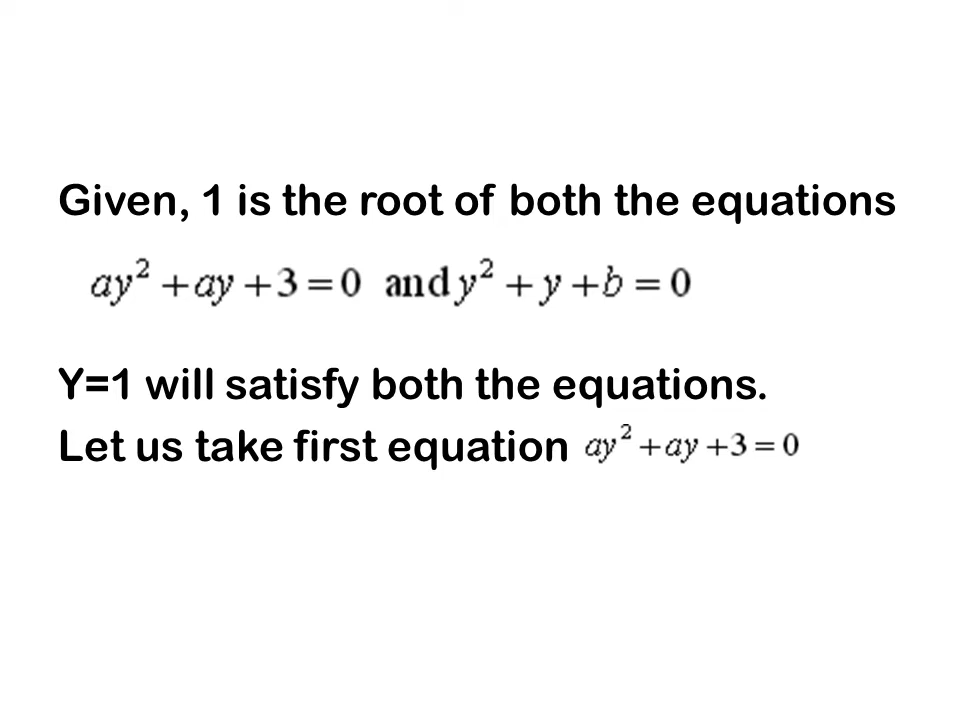 Given, 1 is the root of both the equations
ay² + ay + 3 = 0 and y² + y + b = 0
Y=1 will satisfy both the equations.
Let us take first equation ay² + ay + 3 = 0